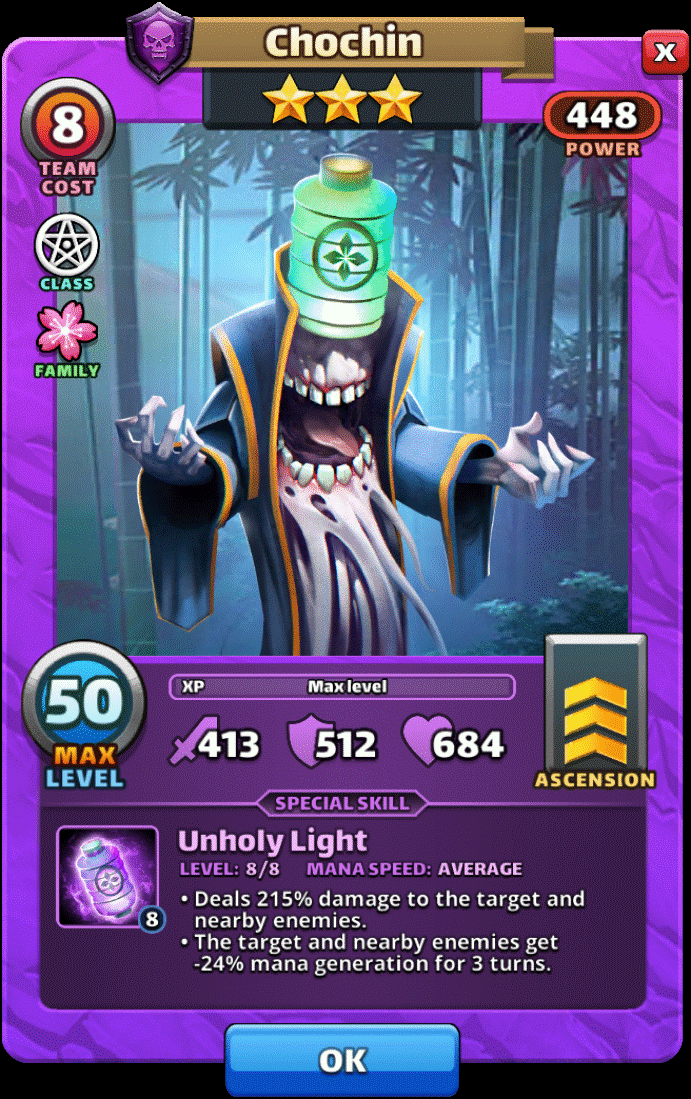 Chochin
X
8
TEAM
COST
448
POWER
CLASS
FAMILY
50
MAX
LEVEL
XP Max level
413 512 684
ASCENSION
SPECIAL SKILL
Unholy Light
LEVEL: 8/8 MANA SPEED: AVERAGE
8
• Deals 215% damage to the target and
nearby enemies.
• The target and nearby enemies get
-24% mana generation for 3 turns.
OK